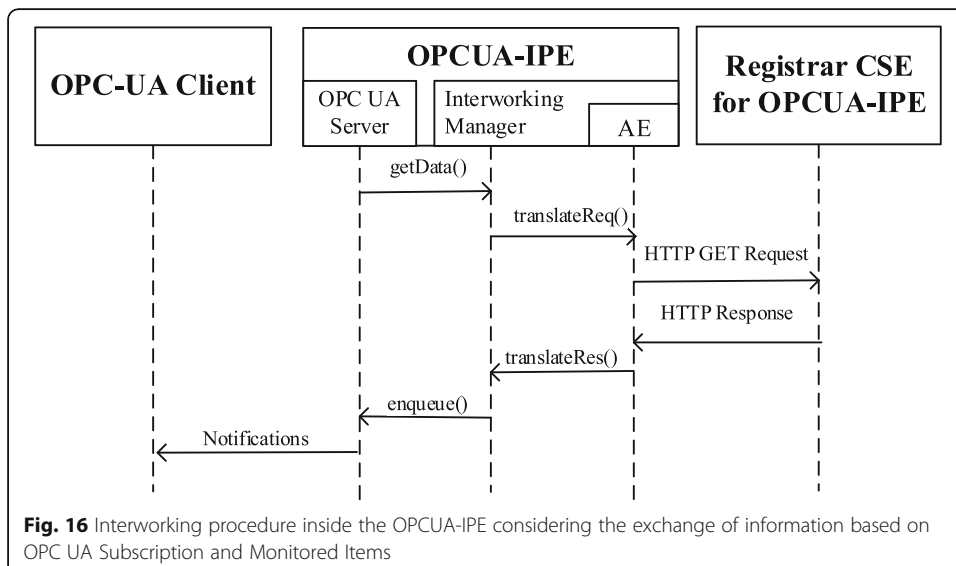 OPC-UA Client
OPCUA-IPE
OPC UA
Server
Interworking
Manager
AE
Registrar CSE
for OPCUA-IPE
getData()
translateReq()
HTTP GET Request
HTTP Response
translateRes()
enqueue()
Notifications
Fig. 16 Interworking procedure inside the OPCUA-IPE considering the exchange of information based on
OPC UA Subscription and Monitored Items